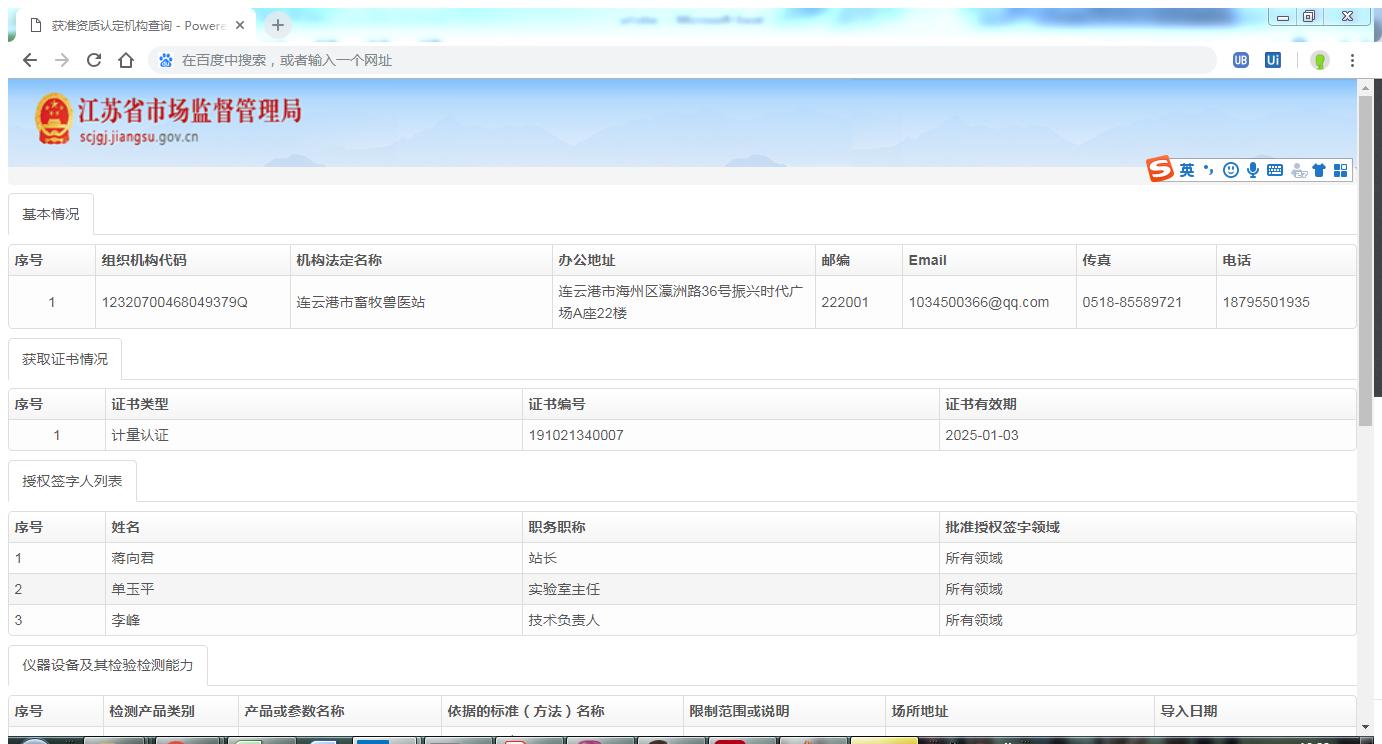 获准资质认定机构查询 - Powere
在百度中搜索，或者输入一个网址
UB
Ui
江苏省市场监督管理局
scjgj.jiangsu.gov.cn
S 英
基本情况
序号 组织机构代码 机构法定名称 办公地址 邮编 Email 传真 电话
1 12320700468049379Q 连云港市畜牧兽医站 连云港市海州区瀛洲路36号振兴时代广 222001 1034500366@qq.com 0518-85589721 18795501935
场A座22楼
获取证书情况
序号 证书类型 证书编号 证书有效期
1 计量认证 191021340007 2025-01-03
授权签字人列表
序号 姓名 职务职称 批准授权签字领域
1 蒋向君 站长 所有领域
2 单玉平 实验室主任 所有领域
3 李峰 技术负责人 所有领域
仪器设备及其检验检测能力
序号 检测产品类别 产品或参数名称 依据的标准（方法）名称 限制范围或说明 场所地址 导入日期